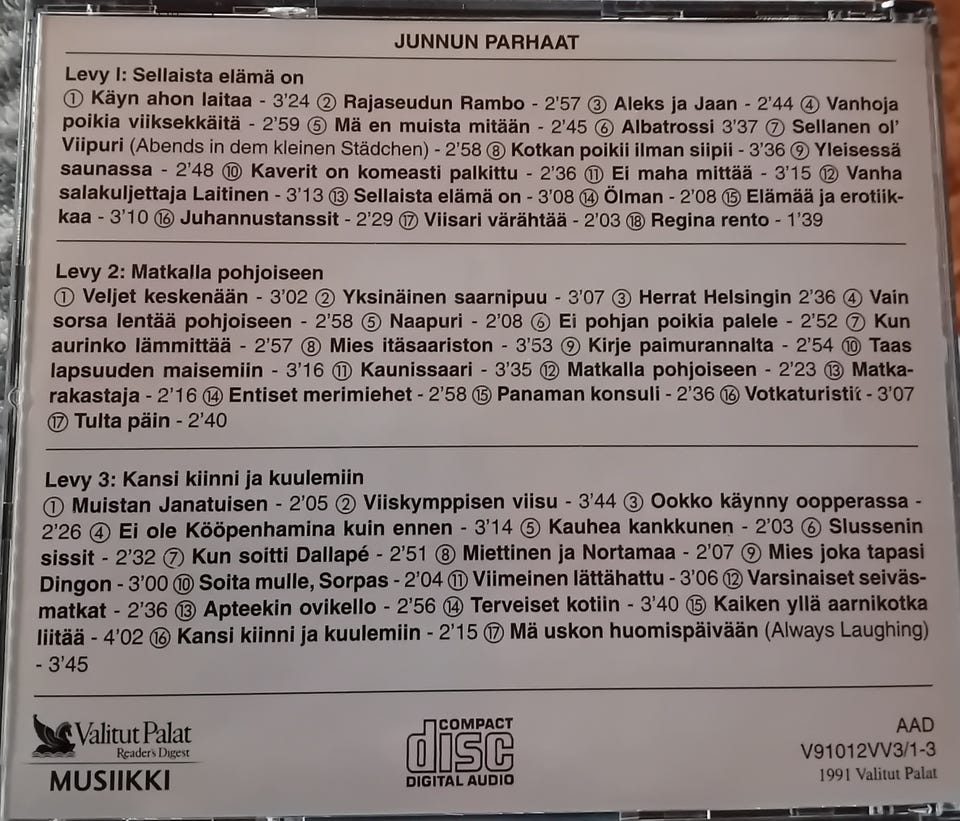 JUNNUN PARHAAT
Levy I: Sellaista elämä on
① Käyn ahon laitaa - 3'24 ② Rajaseudun Rambo - 2'57 ③ Aleks ja Jaan - 2'44 ④ Vanhoja
poikia viiksekkäitä - 2'59 ⑤ Mä en muista mitään - 2'45 ⑥ Albatrossi 3'37 ⑦ Sellanen ol'
Viipuri (Abends in dem kleinen Städchen) - 2'58 ⑧ Kotkan poikii ilman siipii - 3'36 ⑨ Yleisessä
saunassa - 2'48 ⑩ Kaverit on komeasti palkittu - 2'36 ⑪ Ei maha mittää - 3'15 ⑫ Vanha
salakuljettaja Laitinen - 3'13 ⑬ Sellaista elämä on - 3'08 ⑭ Ölman - 2'08 ⑮ Elämää ja erotiik-
kaa - 3'10 ⑯ Juhannustanssit - 2'29 ⑰ Viisari värähtää - 2'03 ⑱ Regina rento - 1'39
Levy 2: Matkalla pohjoiseen
① Veljet keskenään - 3'02 ② Yksinäinen saarnipuu - 3'07 ③ Herrat Helsingin 2'36 ④ Vain
sorsa lentää pohjoiseen - 2'58 ⑤ Naapuri - 2'08 ⑥ Ei pohjan poikia palele - 2'52 ⑦ Kun
aurinko lämmittää - 2'57 ⑧ Mies itäsaariston - 3'53 ⑨ Kirje paimurannalta - 2'54 ⑩ Taas
lapsuuden maisemiin - 3'16 ⑪ Kaunissaari - 3'35 ⑫ Matkalla pohjoiseen - 2'23 ⑬ Matka-
rakastaja - 2'16 ⑭ Entiset merimiehet - 2'58 ⑮ Panaman konsuli - 2'36 ⑯ Votkaturistit - 3'07
⑰ Tulta päin - 2'40
Levy 3: Kansi kiinni ja kuulemiin
① Muistan Janatuisen - 2'05 ② Viiskymppisen viisu - 3'44 ③ Ookko käynny oopperassa -
2'26 ④ Ei ole Kööpenhamina kuin ennen - 3'14 ⑤ Kauhea kankkunen - 2'03 ⑥ Slussenin
sissit - 2'32 ⑦ Kun soitti Dallapé - 2'51 ⑧ Miettinen ja Nortamaa - 2'07 ⑨ Mies joka tapasi
Dingon - 3'00 ⑩ Soita mulle, Sorpas - 2'04 ⑪ Viimeinen lättähattu - 3'06 ⑫ Varsinaiset seiväs-
matkat - 2'36 ⑬ Apteekin ovikello - 2'56 ⑭ Terveiset kotiin - 3'40 ⑮ Kaiken yllä aarnikotka
liitää - 4'02 ⑯ Kansi kiinni ja kuulemiin - 2'15 ⑰ Mä uskon huomispäivään (Always Laughing)
- 3'45
Valitut Palat
Reader's Digest
MUSIIKKI
COMPACT
disc
DIGITAL AUDIO
AAD
V91012VV3/1-3
1991 Valitut Palat